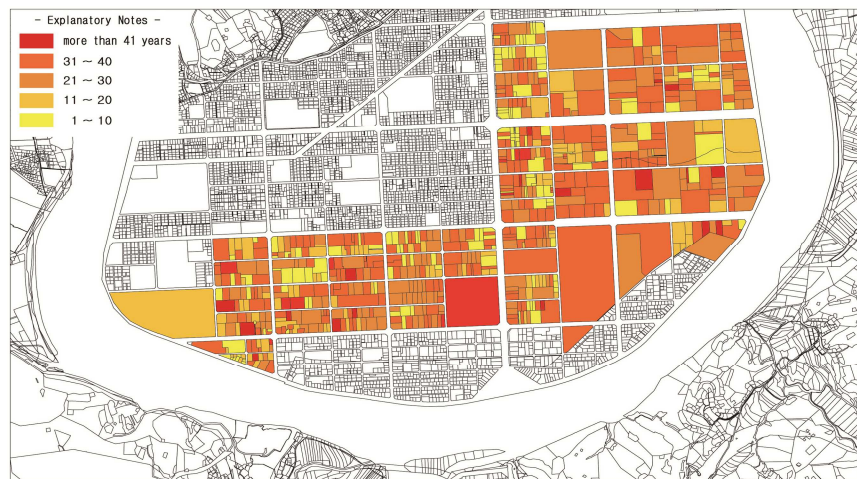 - Explanatory Notes -
more than 41 years
31 ~ 40
21 ~ 30
11 ~ 20
1 ~ 10